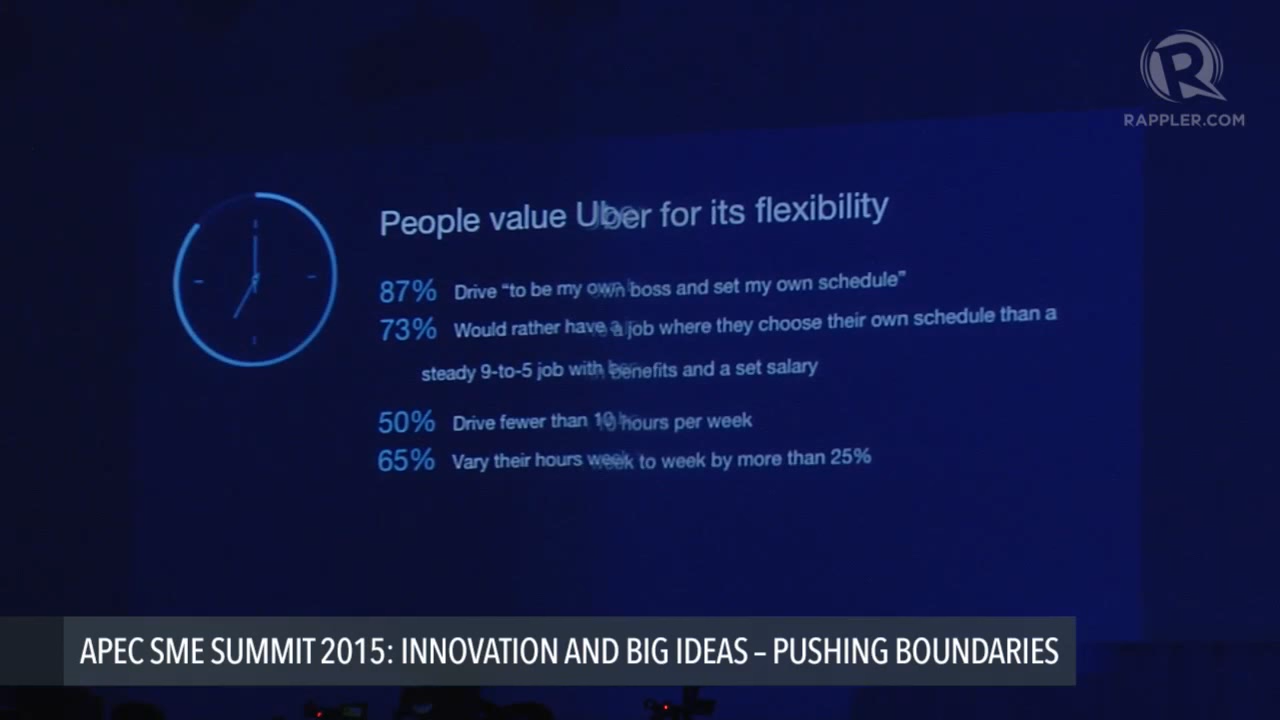 R
RAPPLER.COM
People value Uber for its flexibility
87% Drive “to be my own boss and set my own schedule”
73% Would rather have a job where they choose their own schedule than a
steady 9-to-5 job with benefits and a set salary
50% Drive fewer than 10 hours per week
65% Vary their hours week to week by more than 25%
APEC SME SUMMIT 2015: INNOVATION AND BIG IDEAS – PUSHING BOUNDARIES